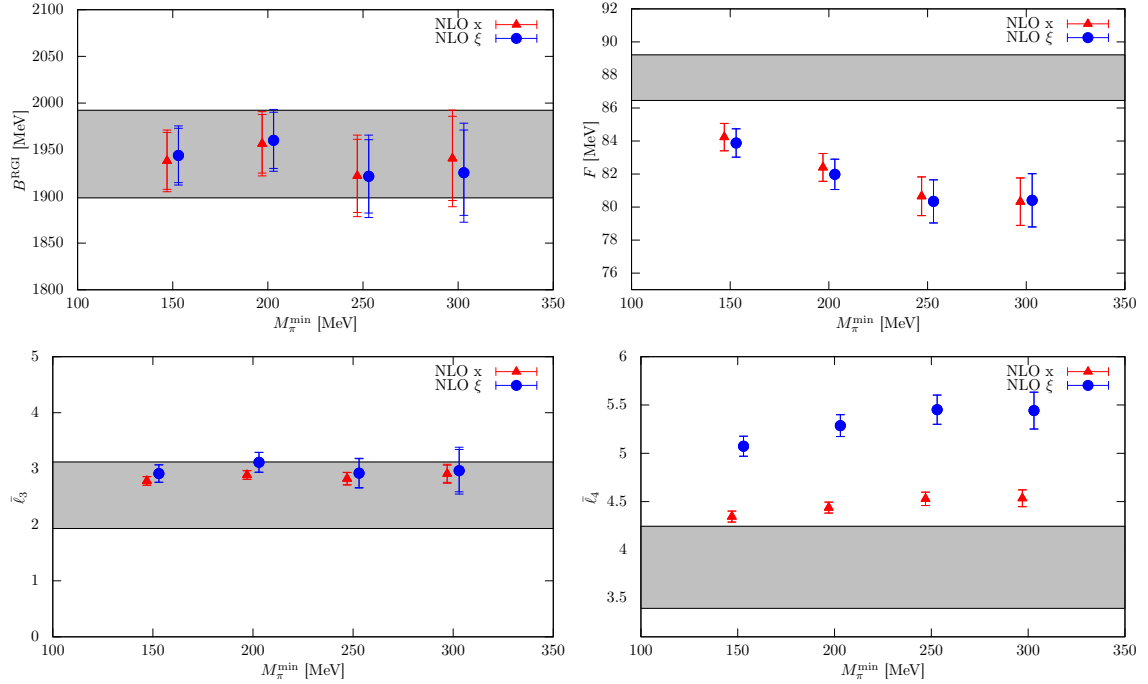 2100
2050
2000
1950
1900
1850
1800
B^RGI [MeV]
NLO x
NLO ξ
100 150 200 250 300 350
M_π^min [MeV]
92
90
88
86
84
82
80
78
76
F [MeV]
NLO x
NLO ξ
100 150 200 250 300 350
M_π^min [MeV]
5
4
3
2
1
0
ℓ̄_3
NLO x
NLO ξ
100 150 200 250 300 350
M_π^min [MeV]
6
5.5
5
4.5
4
3.5
ℓ̄_4
NLO x
NLO ξ
100 150 200 250 300 350
M_π^min [MeV]